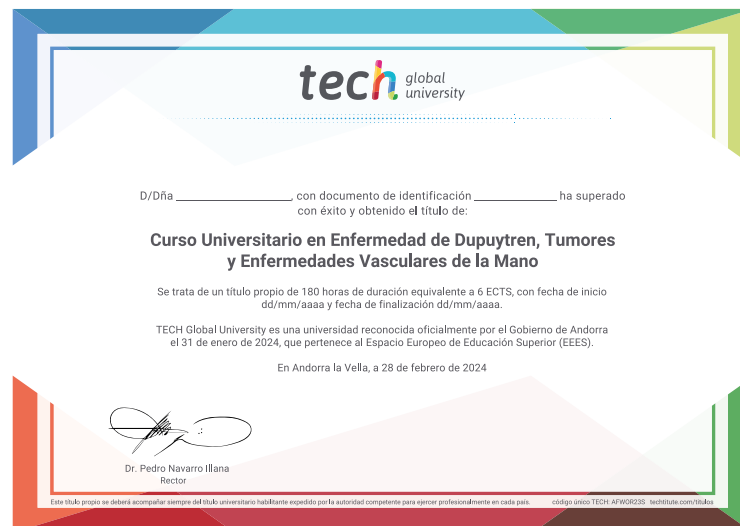 tech global university
D/Dña ____________________, con documento de identificación ______________ ha superado
con éxito y obtenido el título de:
Curso Universitario en Enfermedad de Dupuytren, Tumores
y Enfermedades Vasculares de la Mano
Se trata de un título propio de 180 horas de duración equivalente a 6 ECTS, con fecha de inicio
dd/mm/aaaa y fecha de finalización dd/mm/aaaa.
TECH Global University es una universidad reconocida oficialmente por el Gobierno de Andorra
el 31 de enero de 2024, que pertenece al Espacio Europeo de Educación Superior (EEES).
En Andorra la Vella, a 28 de febrero de 2024
Dr. Pedro Navarro Illana
Rector
Este título propio se deberá acompañar siempre del título universitario habilitante expedido por la autoridad competente para ejercer profesionalmente en cada país. código único TECH: AFWOR23S techtitute.com/titulos